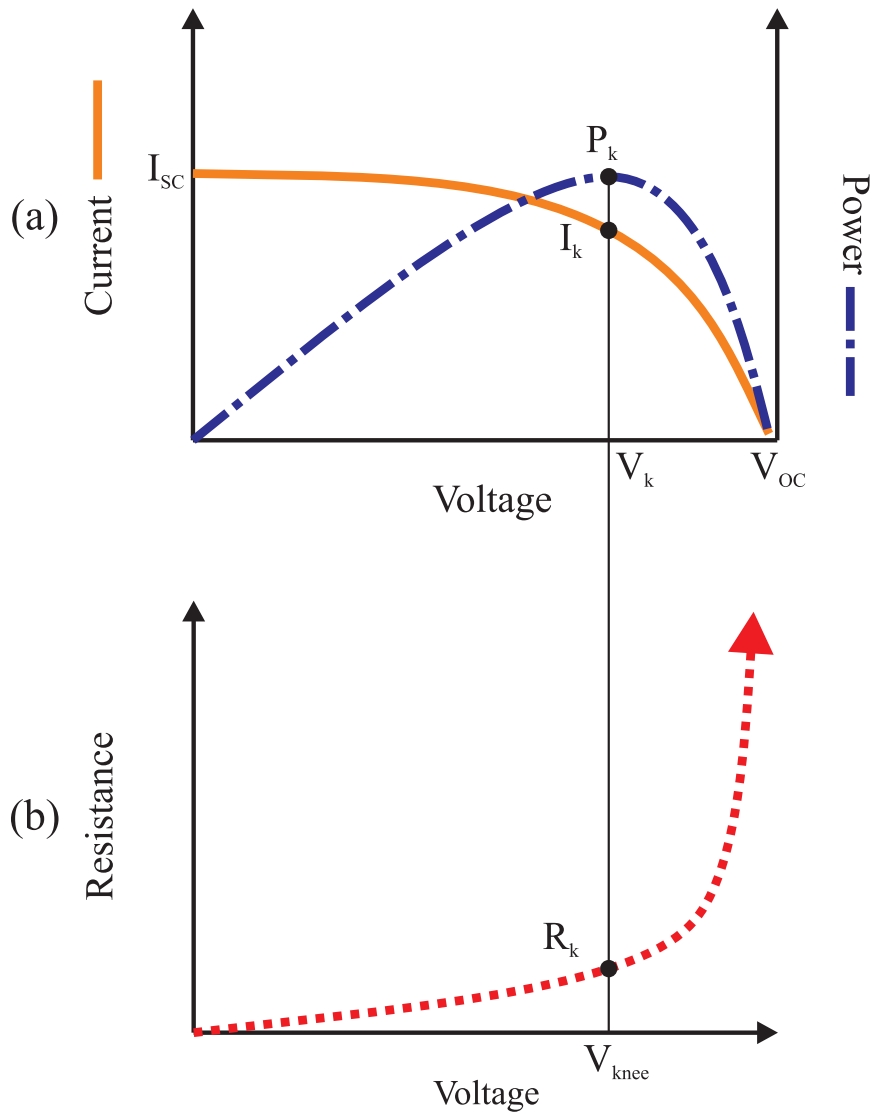 (a)
Current
I_SC
P_k
I_k
Power
V_k
V_OC
Voltage
(b)
Resistance
R_k
V_knee
Voltage